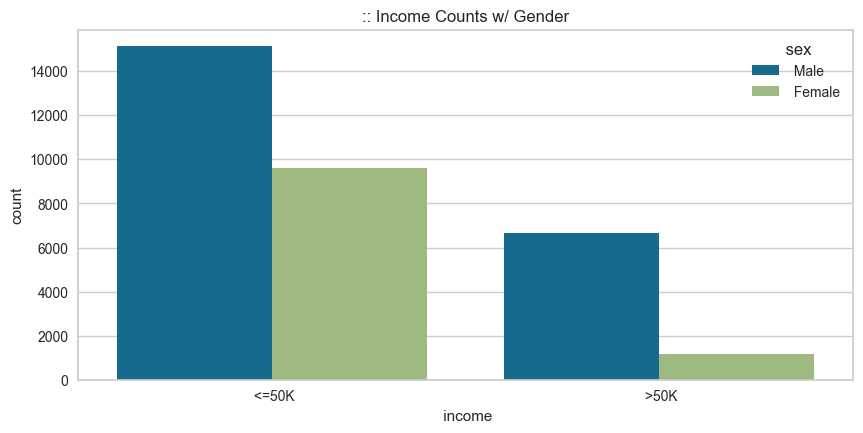 :: Income Counts w/ Gender
sex
Male
Female
14000
12000
10000
8000
6000
4000
2000
0
count
<=50K
>50K
income